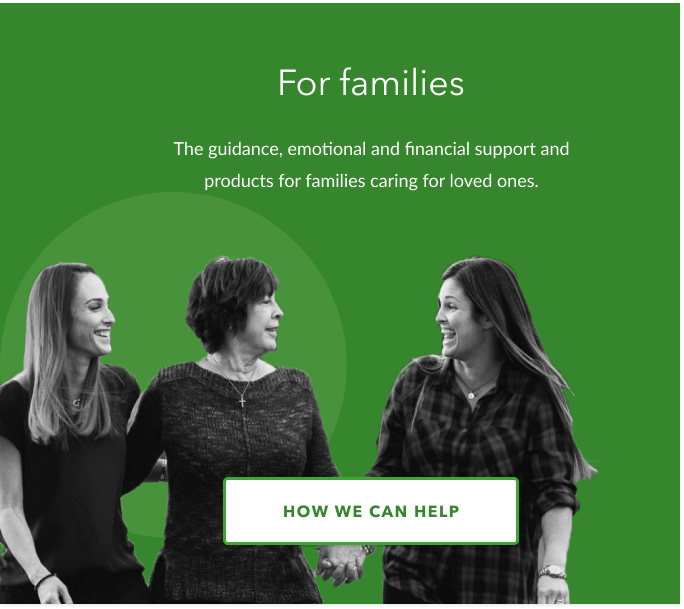 For families
The guidance, emotional and financial support and
products for families caring for loved ones.
HOW WE CAN HELP